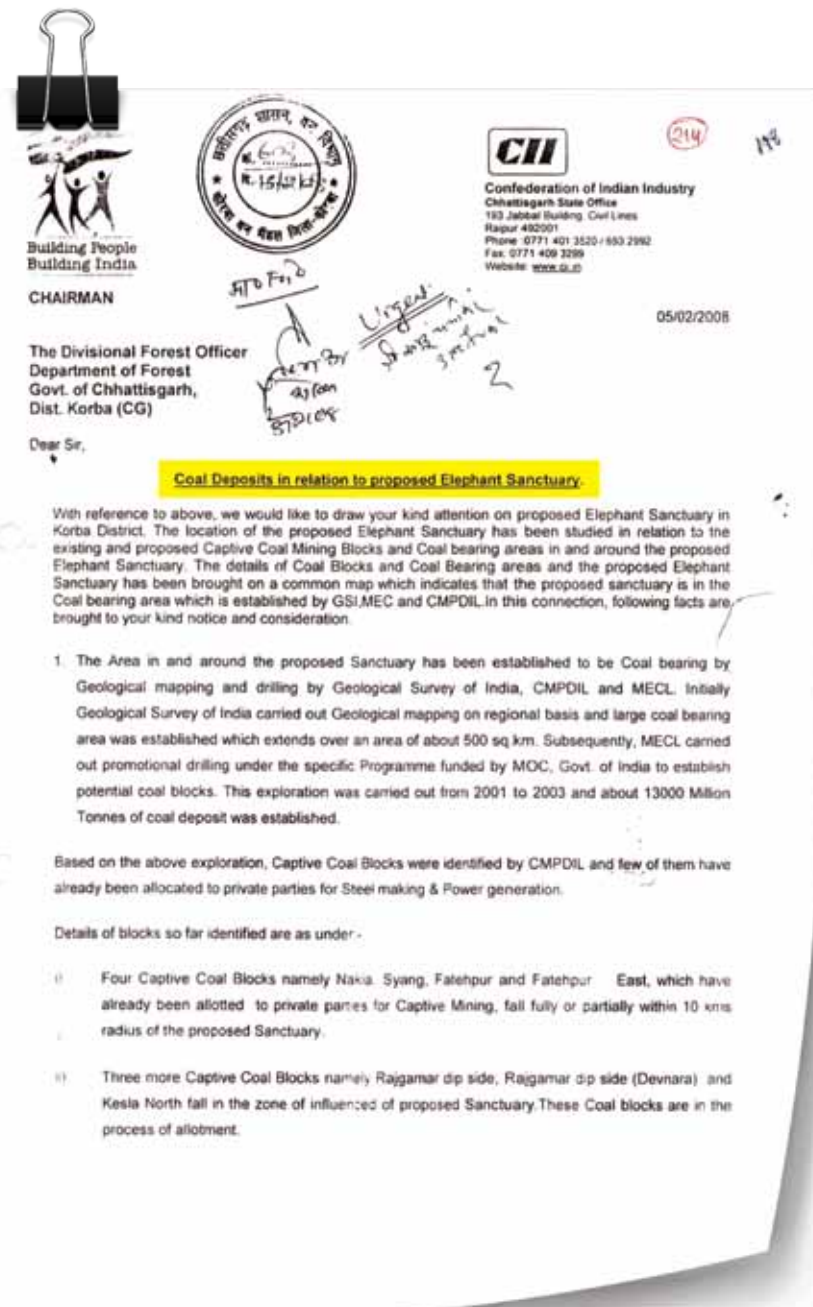 214
198
छत्तीसगढ़ शासन, वन विभाग
कोरबा वन मंडल जिला-कोरबा
CII
Confederation of Indian Industry
Chhattisgarh State Office
193 Jabbal Building. Civil Lines
Raipur 492001
Phone :0771 401 3520 / 653 2992
Fax: 0771 409 3299
Website:
Building People
Building India
CHAIRMAN
Urgent
05/02/2008
2
The Divisional Forest Officer
Department of Forest
Govt. of Chhattisgarh,
Dist. Korba (CG)
Dear Sir,
Coal Deposits in relation to proposed Elephant Sanctuary.
With reference to above, we would like to draw your kind attention on proposed Elephant Sanctuary in
Korba District. The location of the proposed Elephant Sanctuary has been studied in relation to the
existing and proposed Captive Coal Mining Blocks and Coal bearing areas in and around the proposed
Elephant Sanctuary. The details of Coal Blocks and Coal Bearing areas and the proposed Elephant
Sanctuary has been brought on a common map which indicates that the proposed sanctuary is in the
Coal bearing area which is established by GSI,MEC and CMPDIL.In this connection, following facts are
brought to your kind notice and consideration.
1. The Area in and around the proposed Sanctuary has been established to be Coal bearing by
Geological mapping and drilling by Geological Survey of India, CMPDIL and MECL. Initially
Geological Survey of India carried out Geological mapping on regional basis and large coal bearing
area was established which extends over an area of about 500 sq.km. Subsequently, MECL carried
out promotional drilling under the specific Programme funded by MOC, Govt. of India to establish
potential coal blocks. This exploration was carried out from 2001 to 2003 and about 13000 Million
Tonnes of coal deposit was established.
Based on the above exploration, Captive Coal Blocks were identified by CMPDIL and few of them have
already been allocated to private parties for Steel making & Power generation.
Details of blocks so far identified are as under:-
i) Four Captive Coal Blocks namely Nakia. Syang, Fatehpur and Fatehpur East, which have
already been allotted to private parties for Captive Mining, fall fully or partially within 10 kms
radius of the proposed Sanctuary.
ii) Three more Captive Coal Blocks namely Rajgamar dip side, Rajgamar dip side (Devnara) and
Kesla North fall in the zone of influenced of proposed Sanctuary.These Coal blocks are in the
process of allotment.